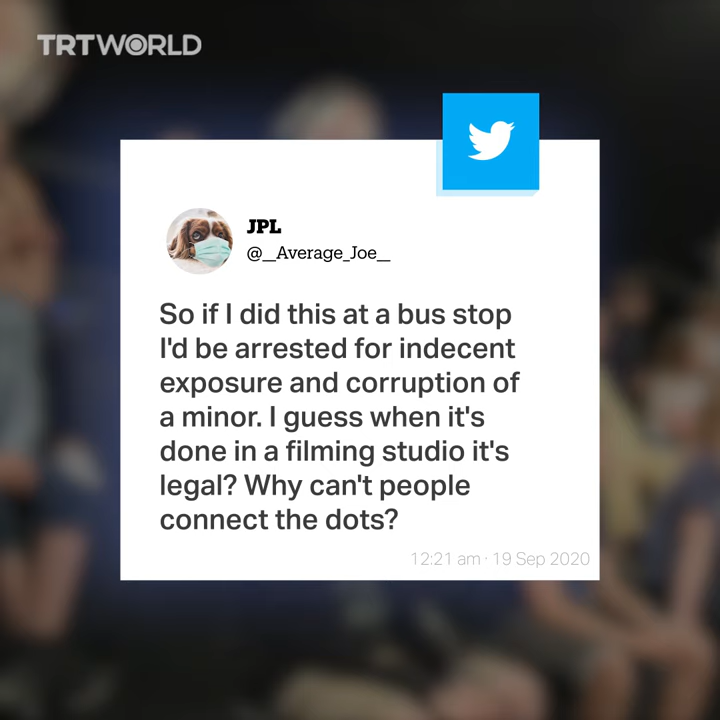 TRTWORLD
JPL
@__Average_Joe__
So if I did this at a bus stop
I'd be arrested for indecent
exposure and corruption of
a minor. I guess when it's
done in a filming studio it's
legal? Why can't people
connect the dots?
12:21 am · 19 Sep 2020